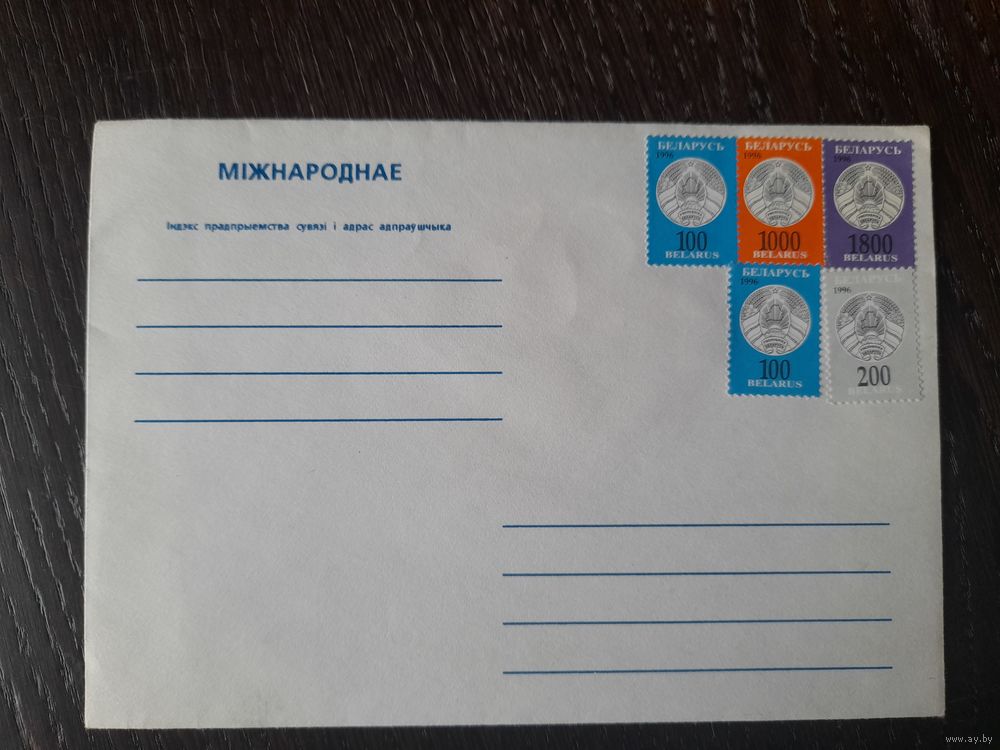 МІЖНАРОДНАЕ
Індэкс прадпрыемства сувязі і адрас адпраўшчыка
БЕЛАРУСЬ
1996
100
BELARUS
БЕЛАРУСЬ
1996
1000
BELARUS
БЕЛАРУСЬ
1996
1800
BELARUS
БЕЛАРУСЬ
1996
100
BELARUS
1996
200
BELARUS
www.ay.by